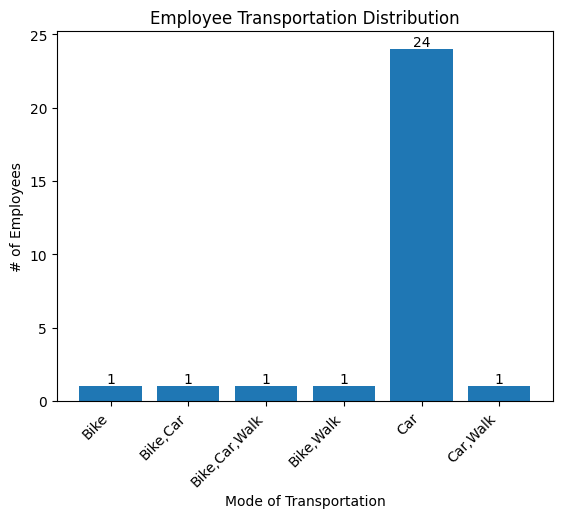 Employee Transportation Distribution
# of Employees
25
20
15
10
5
0
1
1
1
1
24
1
Bike
Bike,Car
Bike,Car,Walk
Bike,Walk
Car
Car,Walk
Mode of Transportation